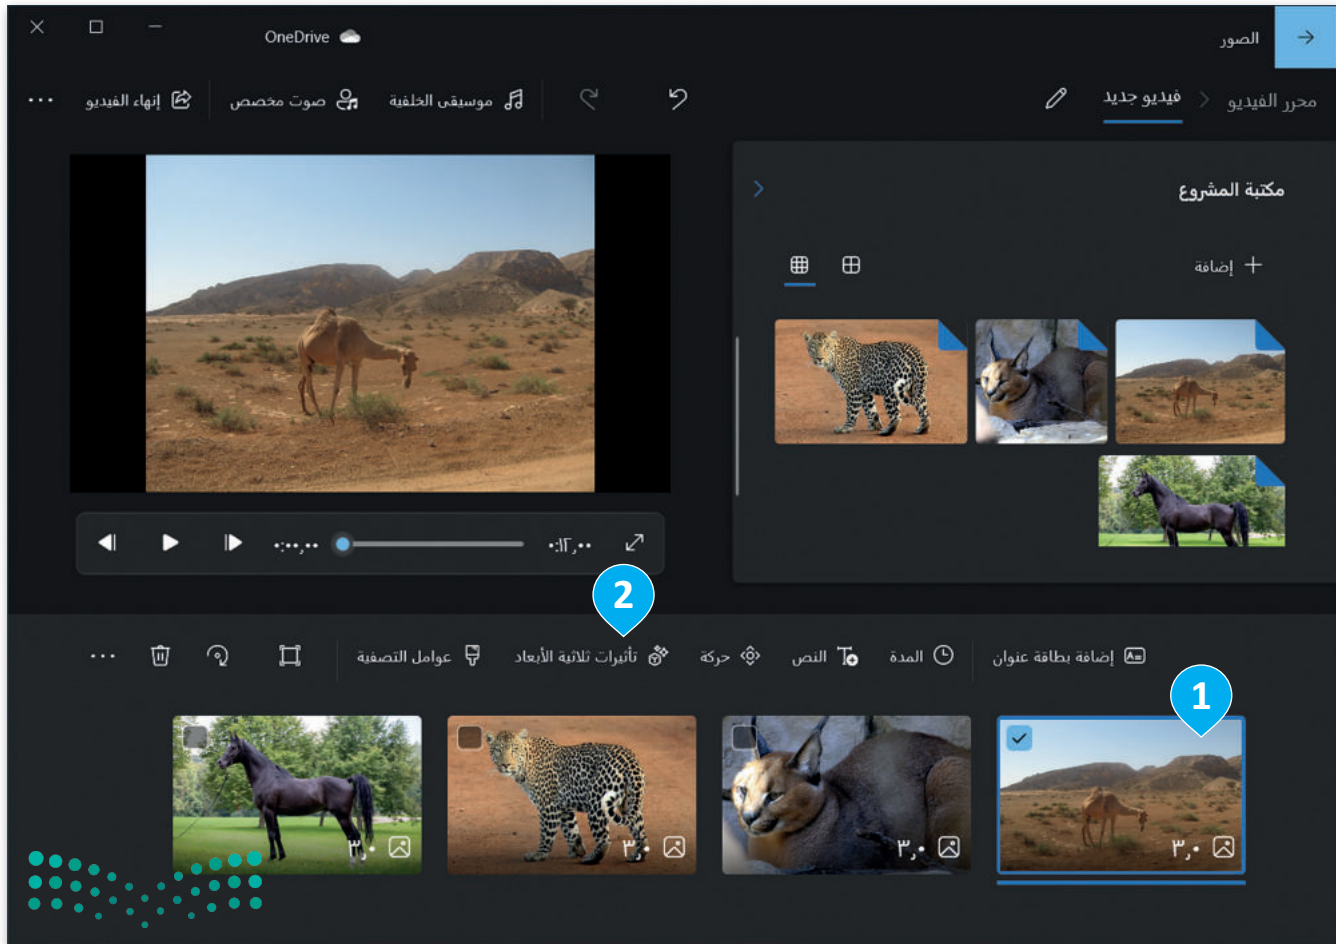 الصور
OneDrive
محرر الفيديو
فيديو جديد
موسيقى الخلفية
صوت مخصص
إنهاء الفيديو
مكتبة المشروع
إضافة
٠:٠٠,٠٠
٠:١٢,٠٠
2
إضافة بطاقة عنوان
المدة
النص
حركة
تأثيرات ثلاثية الأبعاد
عوامل التصفية
1
٣,٠
٣,٠
٣,٠
٣,٠